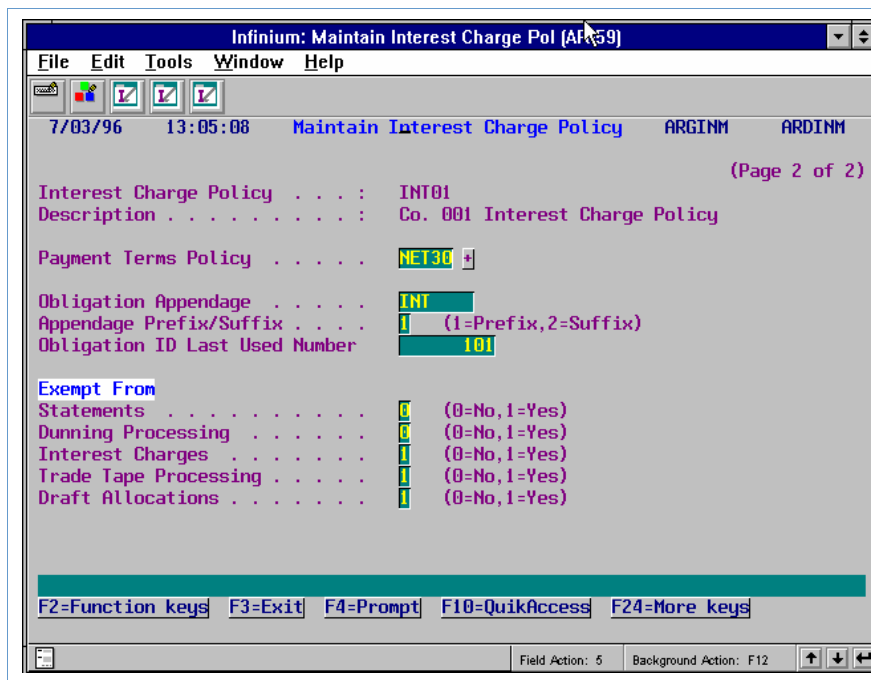 Infinium: Maintain Interest Charge Pol (AR 59)
File Edit Tools Window Help
7/03/96 13:05:08 Maintain Interest Charge Policy ARGINM ARDINM
(Page 2 of 2)
Interest Charge Policy . . . : INT01
Description . . . . . . . . . . : Co. 001 Interest Charge Policy
Payment Terms Policy . . . . . NET30 +
Obligation Appendage . . . . . INT
Appendage Prefix/Suffix . . . . 1 (1=Prefix,2=Suffix)
Obligation ID Last Used Number 101
Exempt From
Statements . . . . . . . . . . 0 (0=No,1=Yes)
Dunning Processing . . . . . . 0 (0=No,1=Yes)
Interest Charges . . . . . . . 1 (0=No,1=Yes)
Trade Tape Processing . . . . . 1 (0=No,1=Yes)
Draft Allocations . . . . . . . 1 (0=No,1=Yes)
F2=Function keys F3=Exit F4=Prompt F10=QuikAccess F24=More keys
Field Action: 5 Background Action: F12